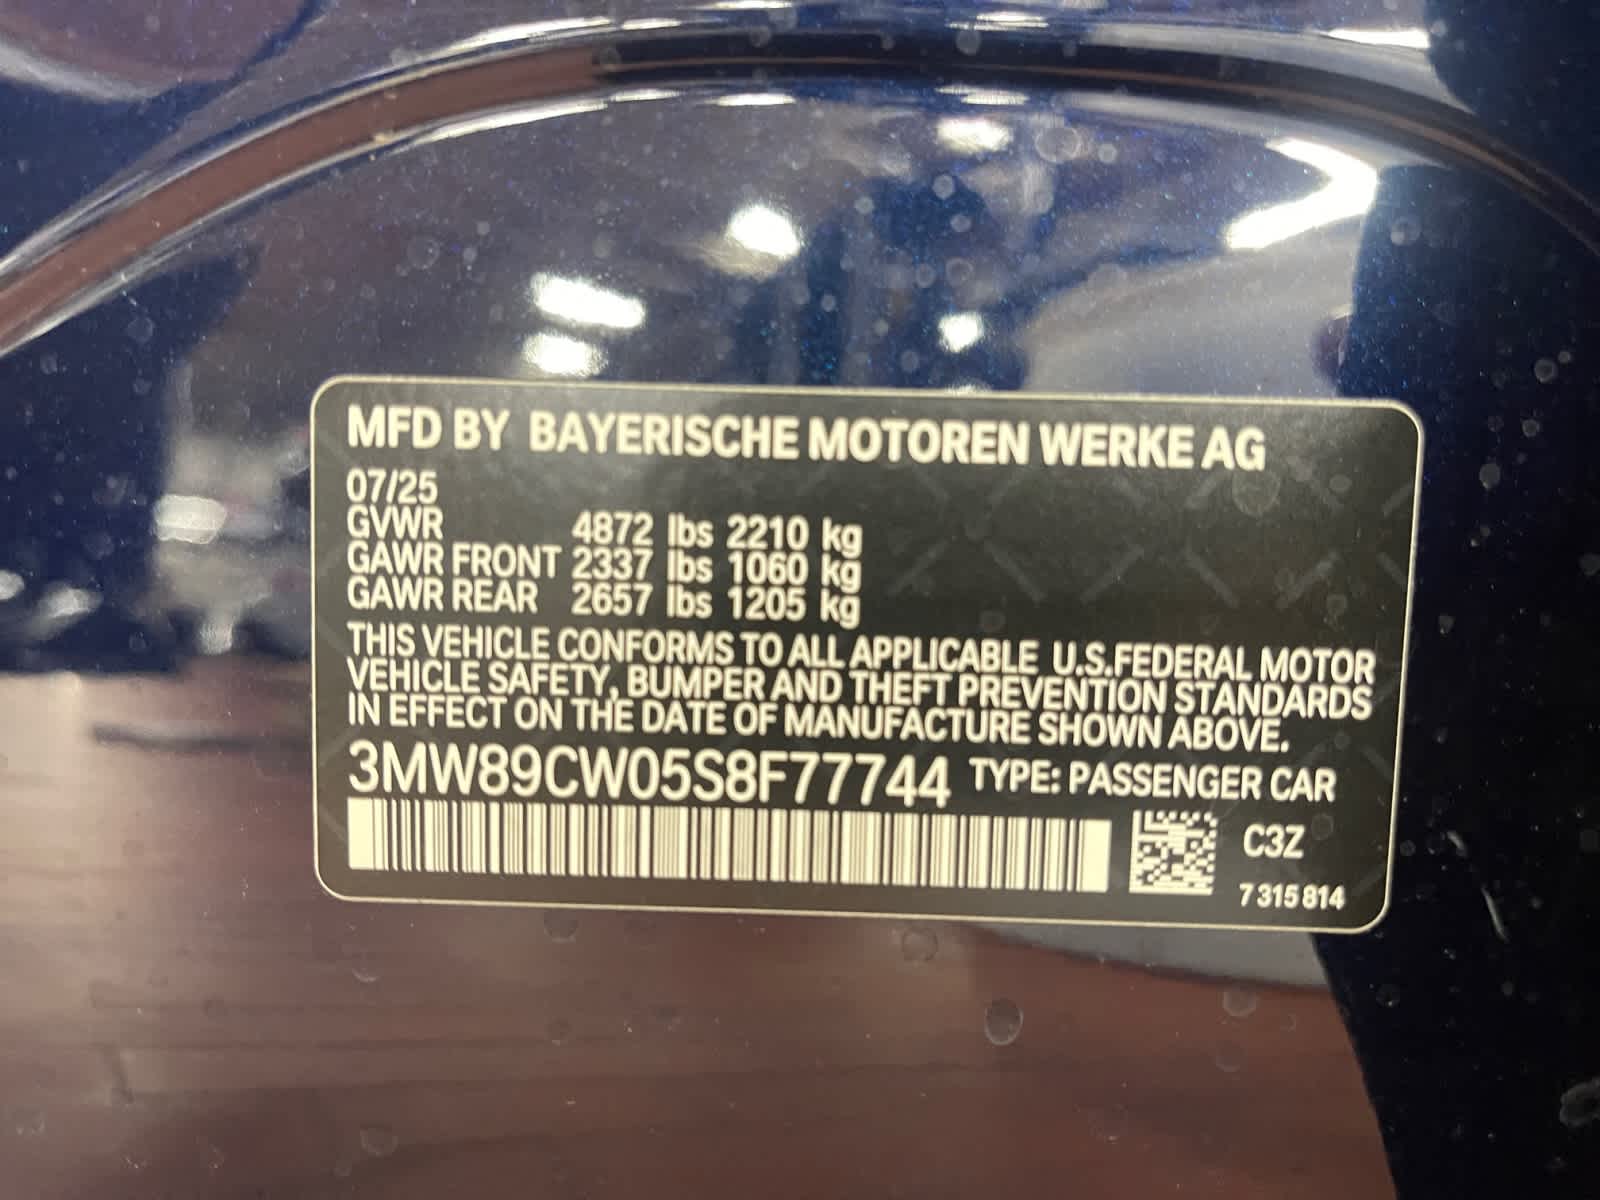 MFD BY BAYERISCHE MOTOREN WERKE AG
07/25
GVWR 4872 lbs 2210 kg
GAWR FRONT 2337 lbs 1060 kg
GAWR REAR 2657 lbs 1205 kg
THIS VEHICLE CONFORMS TO ALL APPLICABLE U.S.FEDERAL MOTOR
VEHICLE SAFETY, BUMPER AND THEFT PREVENTION STANDARDS
IN EFFECT ON THE DATE OF MANUFACTURE SHOWN ABOVE.
3MW89CW05S8F77744 TYPE: PASSENGER CAR
C3Z
7 315 814